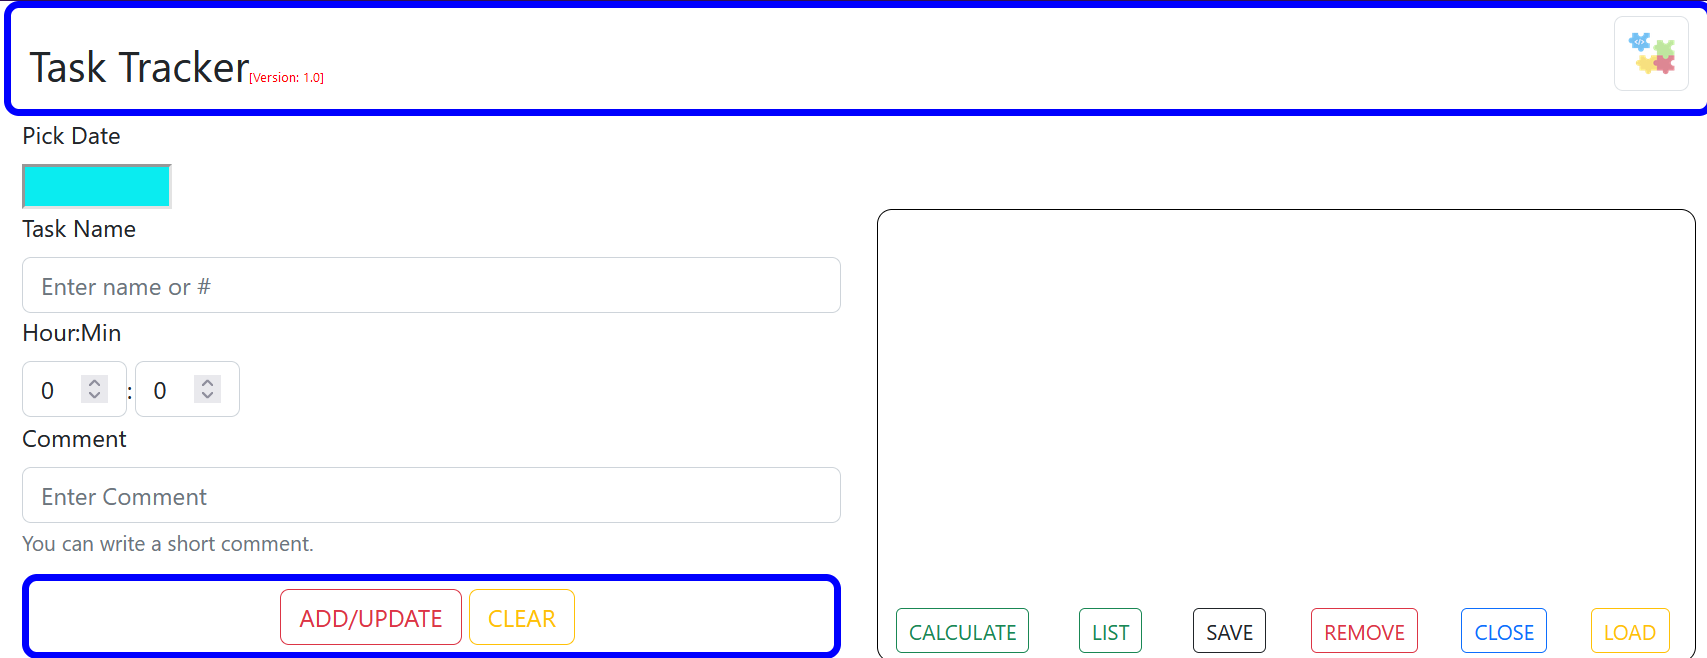 Task Tracker[Version: 1.0]
Pick Date
Task Name
Enter name or #
Hour:Min
0 : 0
Comment
Enter Comment
You can write a short comment.
ADD/UPDATE CLEAR
CALCULATE LIST SAVE REMOVE CLOSE LOAD